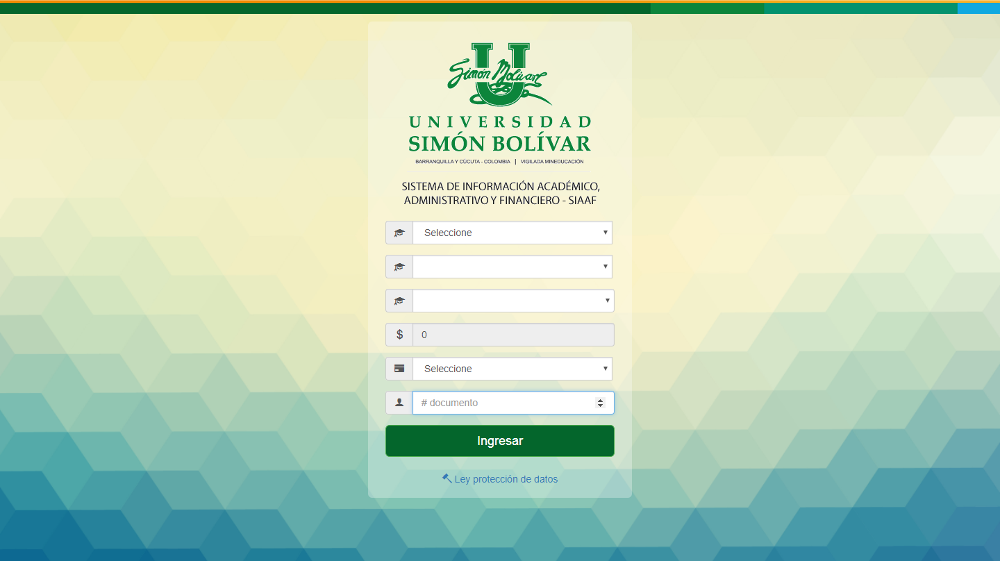 Simón Bolívar
U
UNIVERSIDAD
SIMÓN BOLÍVAR
BARRANQUILLA Y CÚCUTA - COLOMBIA | VIGILADA MINEDUCACIÓN
SISTEMA DE INFORMACIÓN ACADÉMICO,
ADMINISTRATIVO Y FINANCIERO - SIAAF
Seleccione
$ 0
Seleccione
# documento
Ingresar
Ley protección de datos